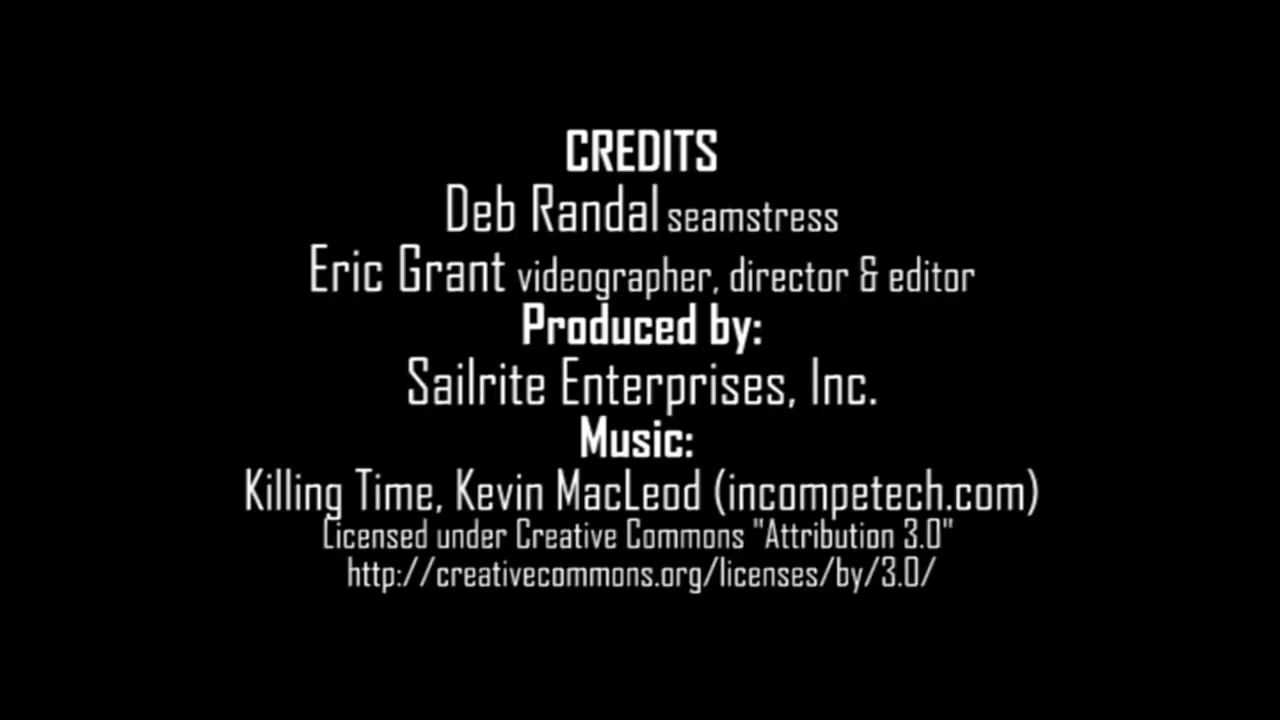 CREDITS
Deb Randal seamstress
Eric Grant videographer, director & editor
Produced by:
Sailrite Enterprises, Inc.
Music:
Killing Time, Kevin MacLeod (incompetech.com)
Licensed under Creative Commons "Attribution 3.0"
http://creativecommons.org/licenses/by/3.0/